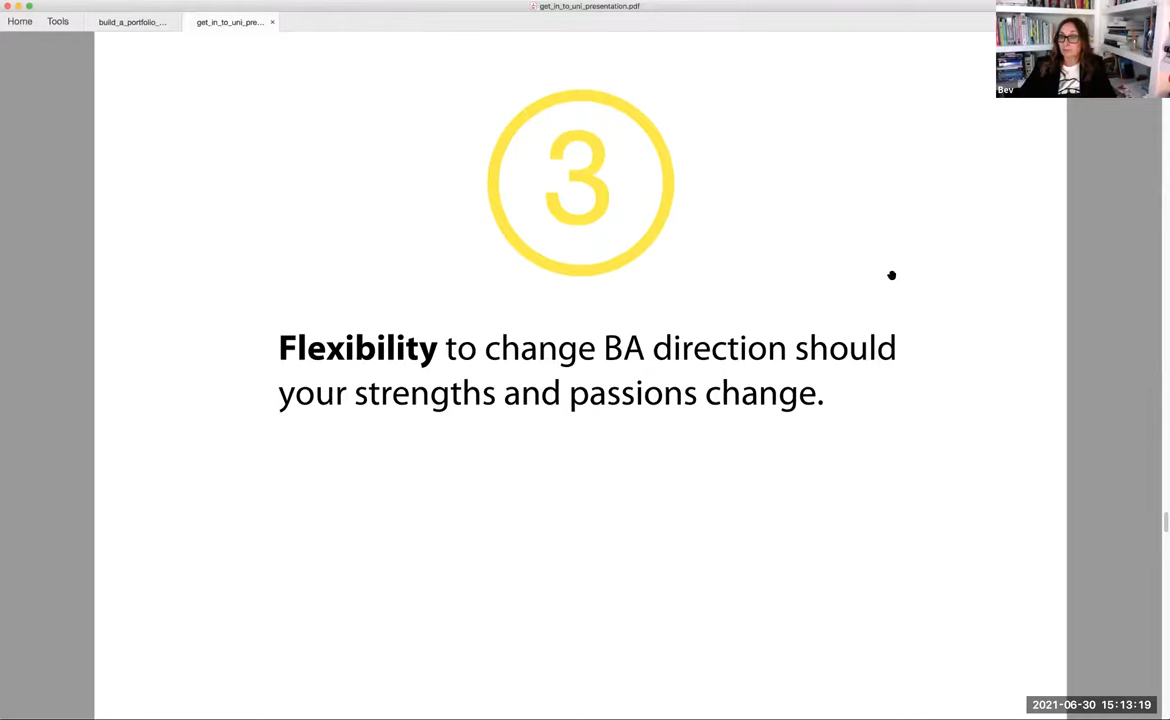 get_in_to_uni_presentation.pdf
Home
Tools
build_a_portfolio_...
get_in_to_uni_pre...
×
Bev
3
Flexibility to change BA direction should
your strengths and passions change.
2021-06-30 15:13:19